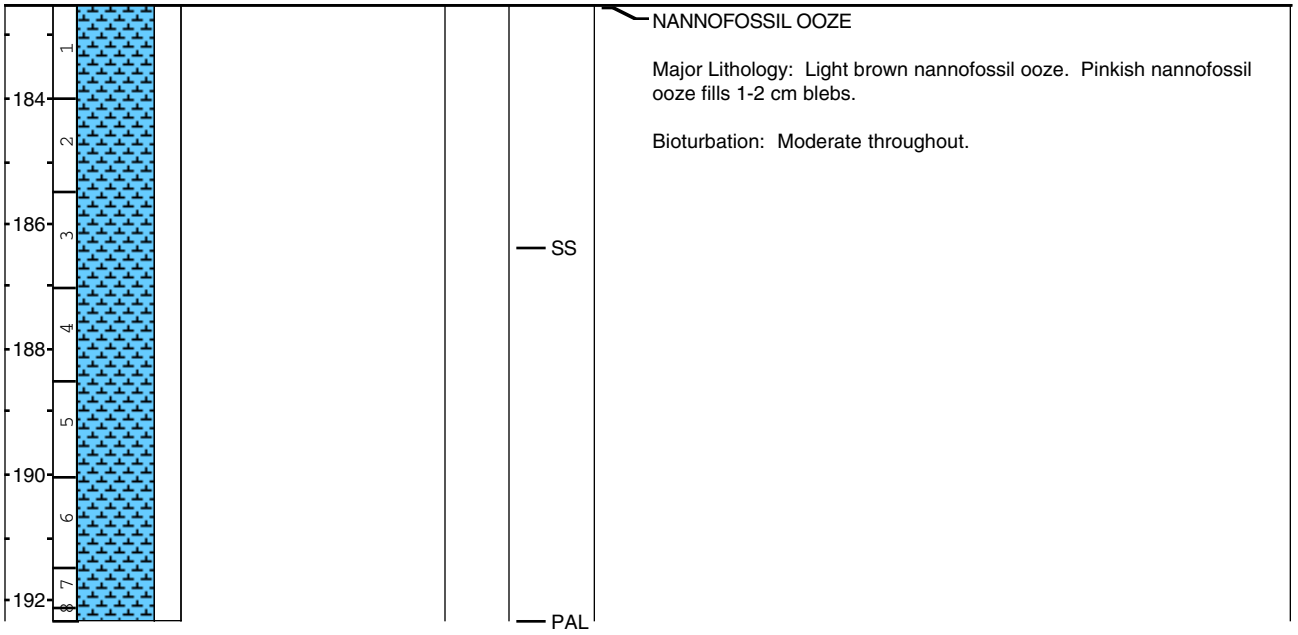 NANNOFOSSIL OOZE
Major Lithology: Light brown nannofossil ooze. Pinkish nannofossil
ooze fills 1-2 cm blebs.
Bioturbation: Moderate throughout.
1
184
2
186
3
SS
4
188
5
190
6
7
192
8
PAL